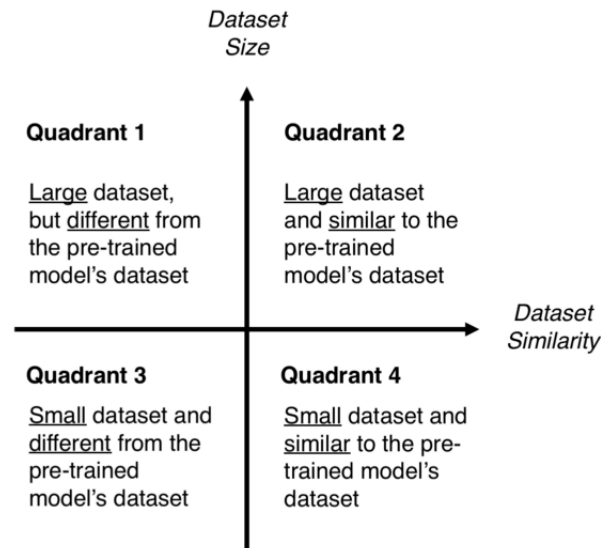 Dataset
Size
Quadrant 1
Large dataset,
but different from
the pre-trained
model's dataset
Quadrant 2
Large dataset
and similar to the
pre-trained
model's dataset
Dataset
Similarity
Quadrant 3
Small dataset and
different from the
pre-trained
model's dataset
Quadrant 4
Small dataset and
similar to the pre-
trained model's
dataset